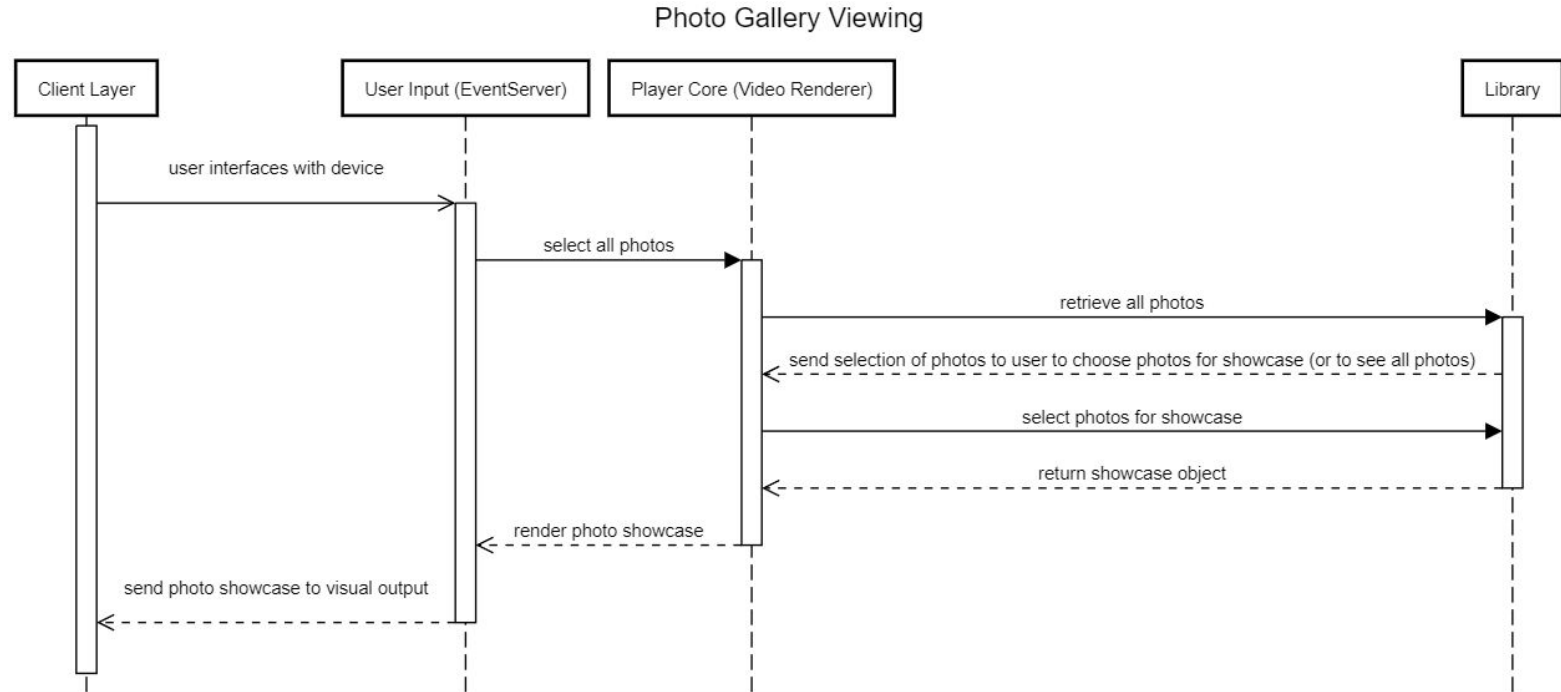 Photo Gallery Viewing
Client Layer
User Input (EventServer)
Player Core (Video Renderer)
Library
user interfaces with device
select all photos
retrieve all photos
send selection of photos to user to choose photos for showcase (or to see all photos)
select photos for showcase
return showcase object
render photo showcase
send photo showcase to visual output